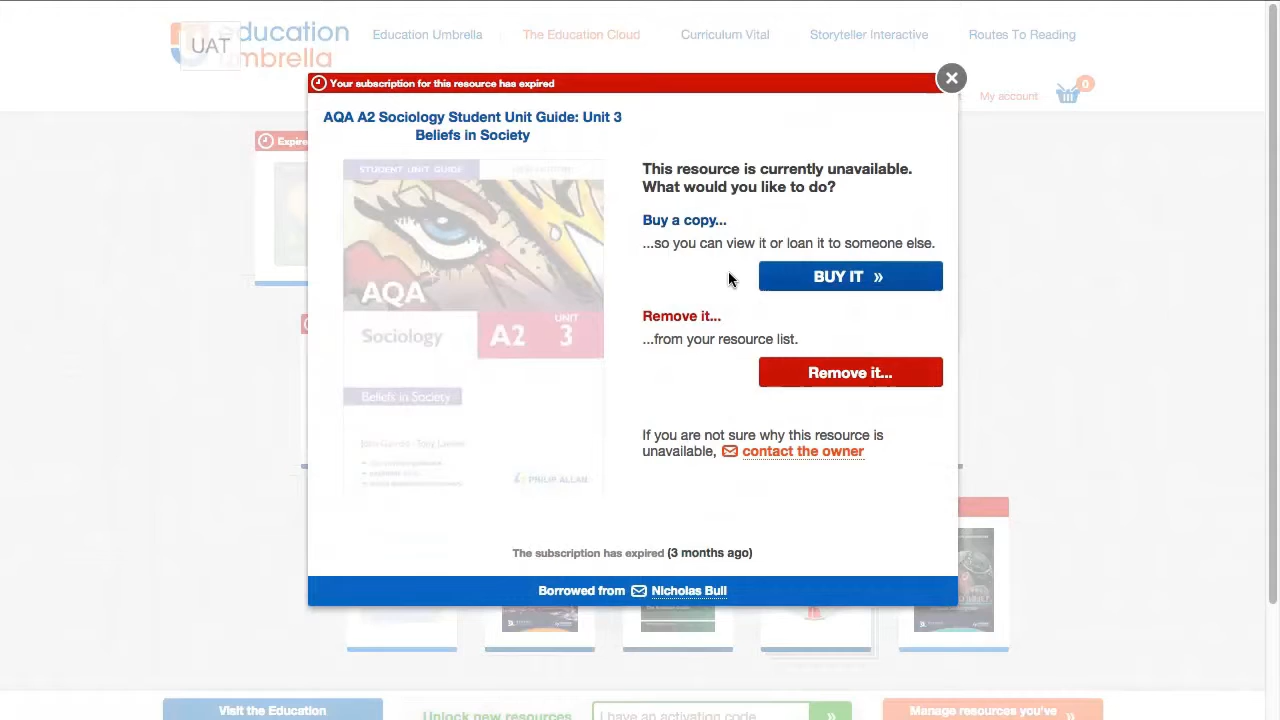 UAT
education
umbrella
Education Umbrella
The Education Cloud
Curriculum Vital
Storyteller Interactive
Routes To Reading
My account
0
Your subscription for this resource has expired
AQA A2 Sociology Student Unit Guide: Unit 3
Beliefs in Society
STUDENT UNIT GUIDE
AQA
Sociology
A2
UNIT
3
Beliefs in Society
PHILIP ALLAN
This resource is currently unavailable.
What would you like to do?
Buy a copy...
...so you can view it or loan it to someone else.
BUY IT »
Remove it...
...from your resource list.
Remove it...
If you are not sure why this resource is
unavailable, contact the owner
The subscription has expired (3 months ago)
Borrowed from Nicholas Bull
Visit the Education
Unlock new resources
I have an activation code
»
Manage resources you've
»